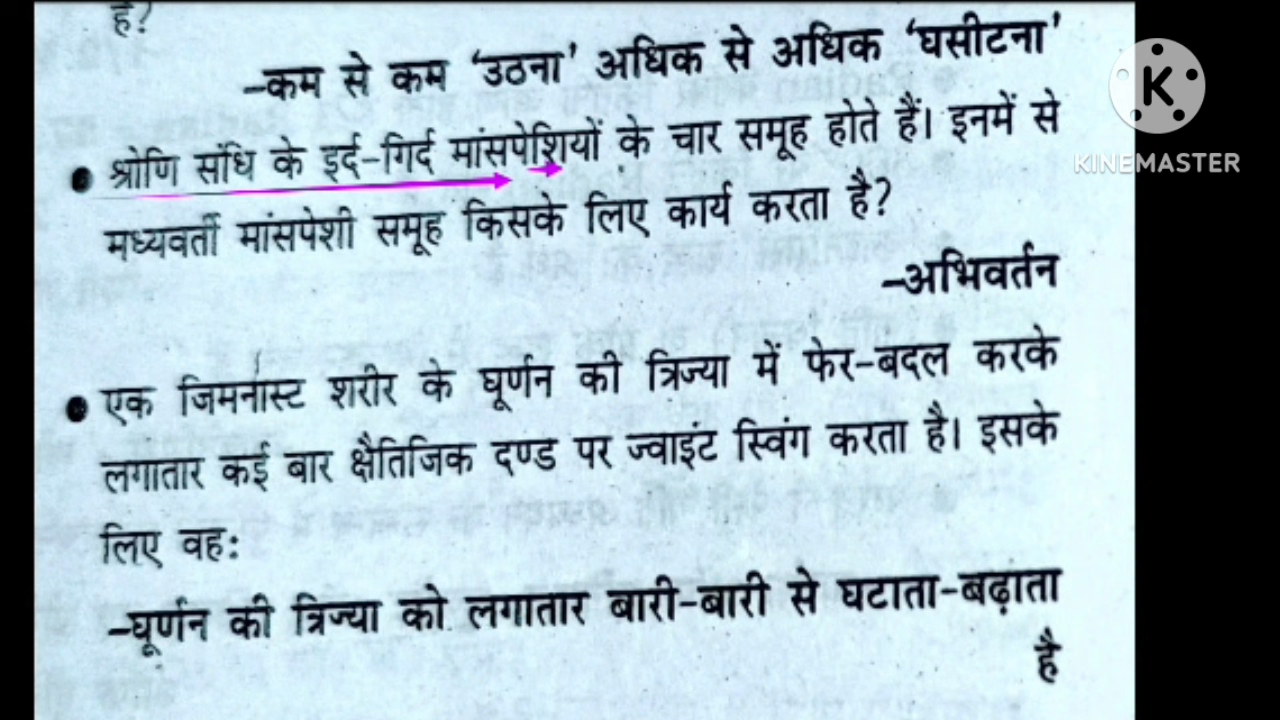 है?
–कम से कम ‘उठना’ अधिक से अधिक ‘घसीटना’
• श्रोणि संधि के इर्द-गिर्द मांसपेशियों के चार समूह होते हैं। इनमें से
मध्यवर्ती मांसपेशी समूह किसके लिए कार्य करता है?
–अभिवर्तन
• एक जिमनास्ट शरीर के घूर्णन की त्रिज्या में फेर-बदल करके
लगातार कई बार क्षैतिजिक दण्ड पर ज्वाइंट स्विंग करता है। इसके
लिए वह:
–घूर्णन की त्रिज्या को लगातार बारी-बारी से घटाता-बढ़ाता
है
K
KINEMASTER